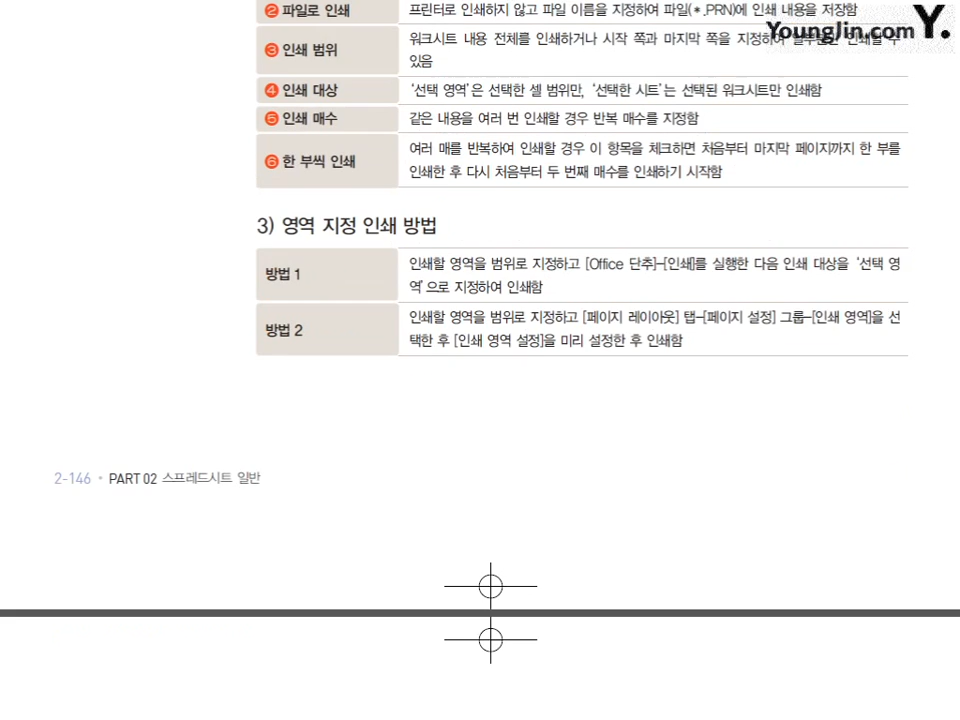 ❷ 파일로 인쇄
프린터로 인쇄하지 않고 파일 이름을 지정하여 파일(*.PRN)에 인쇄 내용을 저장함
YoungJin.com Y.
❸ 인쇄 범위
워크시트 내용 전체를 인쇄하거나 시작 쪽과 마지막 쪽을 지정하여 인쇄할 수
있음
❹ 인쇄 대상
‘선택 영역’은 선택한 셀 범위만, ‘선택한 시트’는 선택된 워크시트만 인쇄함
❺ 인쇄 매수
같은 내용을 여러 번 인쇄할 경우 반복 매수를 지정함
❻ 한 부씩 인쇄
여러 매를 반복하여 인쇄할 경우 이 항목을 체크하면 처음부터 마지막 페이지까지 한 부를
인쇄한 후 다시 처음부터 두 번째 매수를 인쇄하기 시작함
3) 영역 지정 인쇄 방법
방법 1
인쇄할 영역을 범위로 지정하고 [Office 단추]-[인쇄]를 실행한 다음 인쇄 대상을 ‘선택 영
역’으로 지정하여 인쇄함
방법 2
인쇄할 영역을 범위로 지정하고 [페이지 레이아웃] 탭-[페이지 설정] 그룹-[인쇄 영역]을 선
택한 후 [인쇄 영역 설정]을 미리 설정한 후 인쇄함
2-146 • PART 02 스프레드시트 일반